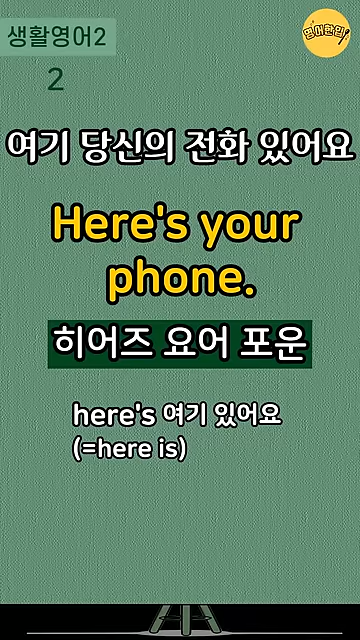 생활영어2
영어한입
2
여기 당신의 전화 있어요
Here's your
phone.
히어즈 요어 포운
here's 여기 있어요
(=here is)